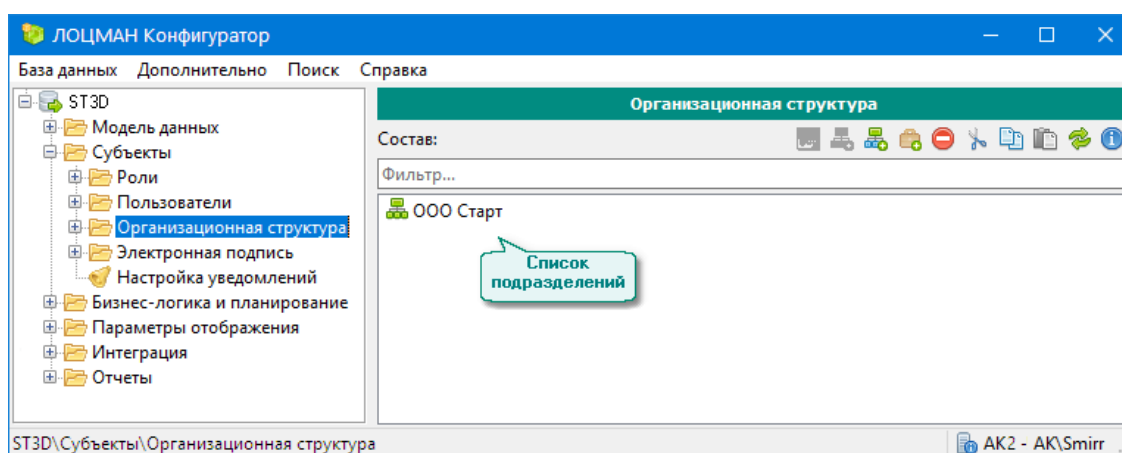 ЛОЦМАН Конфигуратор
База данных Дополнительно Поиск Справка
ST3D
Модель данных
Субъекты
Роли
Пользователи
Организационная структура
Электронная подпись
Настройка уведомлений
Бизнес-логика и планирование
Параметры отображения
Интеграция
Отчеты
Организационная структура
Состав:
Фильтр...
ООО Старт
Список
подразделений
ST3D\Субъекты\Организационная структура
AK2 - AK\Smirr